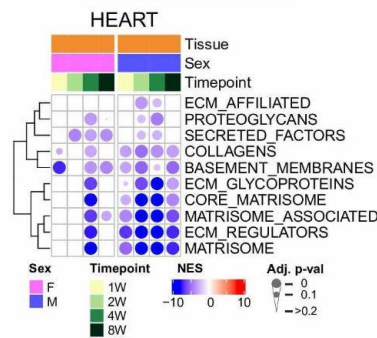 HEART
Tissue
Sex
Timepoint
ECM_AFFILIATED
PROTEOGLYCANS
SECRETED_FACTORS
COLLAGENS
BASEMENT_MEMBRANES
ECM_GLYCOPROTEINS
CORE_MATRISOME
MATRISOME_ASSOCIATED
ECM_REGULATORS
MATRISOME
Sex Timepoint NES Adj. p-val
F 1W 0
M 2W 0.1
4W -10 0 10 >0.2
8W